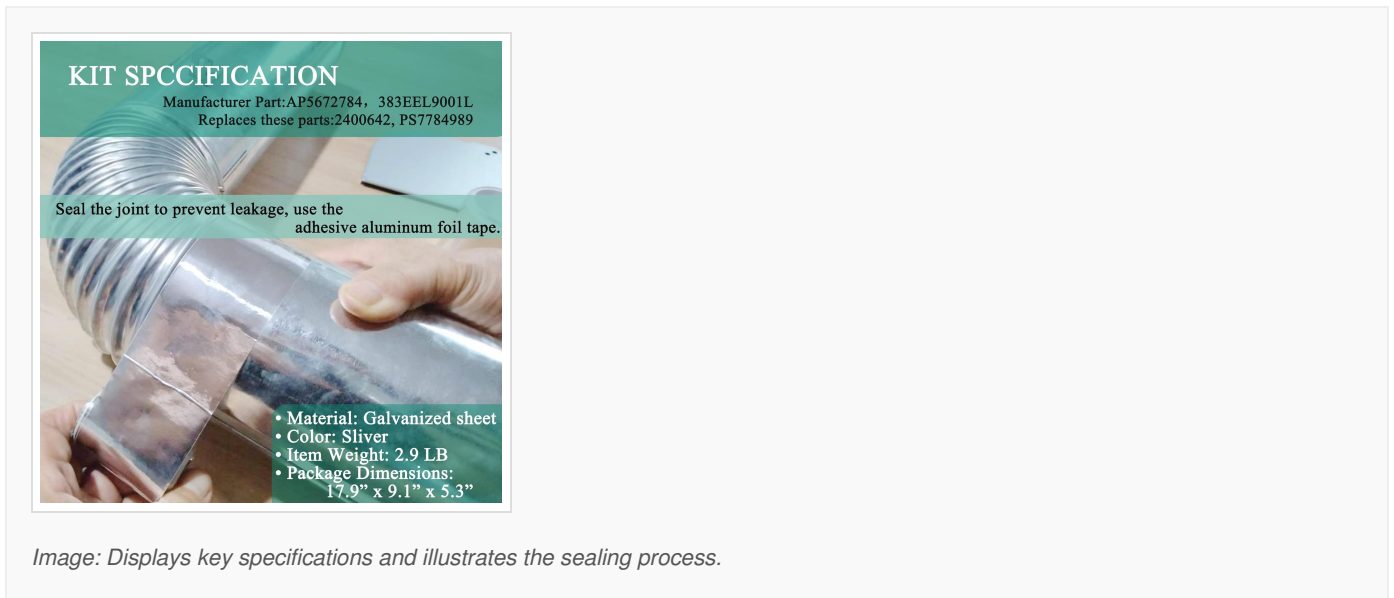 KIT SPCCIFICATION
Manufacturer Part:AP5672784，383EEL9001L
Replaces these parts:2400642, PS7784989
Seal the joint to prevent leakage, use the
adhesive aluminum foil tape.
• Material: Galvanized sheet
• Color: Sliver
• Item Weight: 2.9 LB
• Package Dimensions:
17.9” x 9.1” x 5.3”
Image: Displays key specifications and illustrates the sealing process.